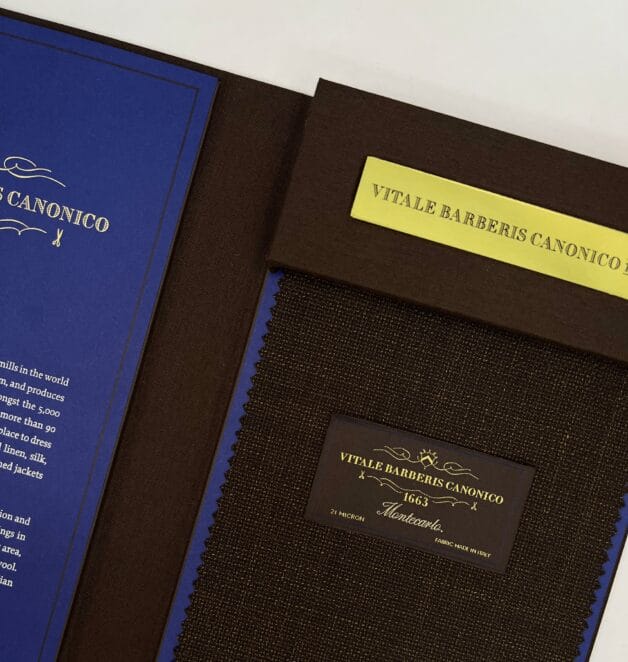 S CANONICO
mills in the world
m, and produces
ongst the 5,000
more than 90
place to dress
linen, silk,
ned jackets
ion and
ngs in
area,
wool.
ian
VITALE BARBERIS CANONICO
VITALE BARBERIS CANONICO
1663
Montecarlo.
21 MICRON
FABRIC MADE IN ITALY